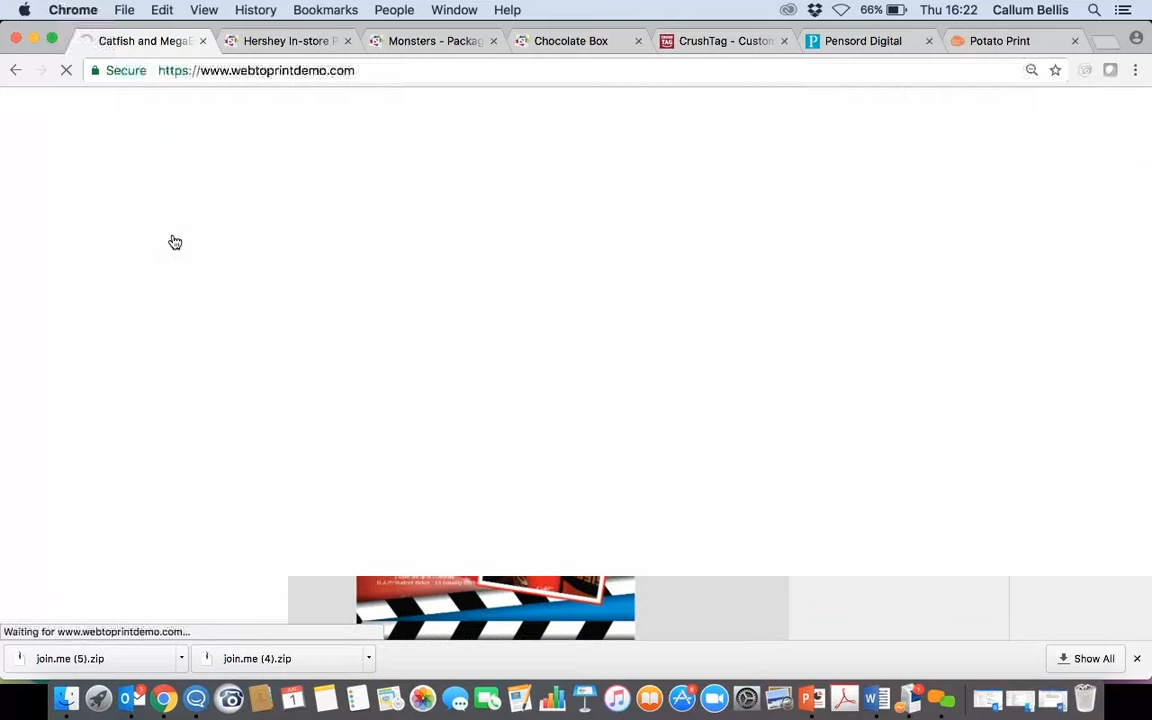 Chrome File Edit View History Bookmarks People Window Help 66% Thu 16:22 Callum Bellis
Catfish and Mega Hershey In-store P Monsters - Packag Chocolate Box CrushTag - Custom Pensord Digital Potato Print
Secure https://www.webtoprintdemo.com
Waiting for www.webtoprintdemo.com...
join.me (5).zip join.me (4).zip Show All